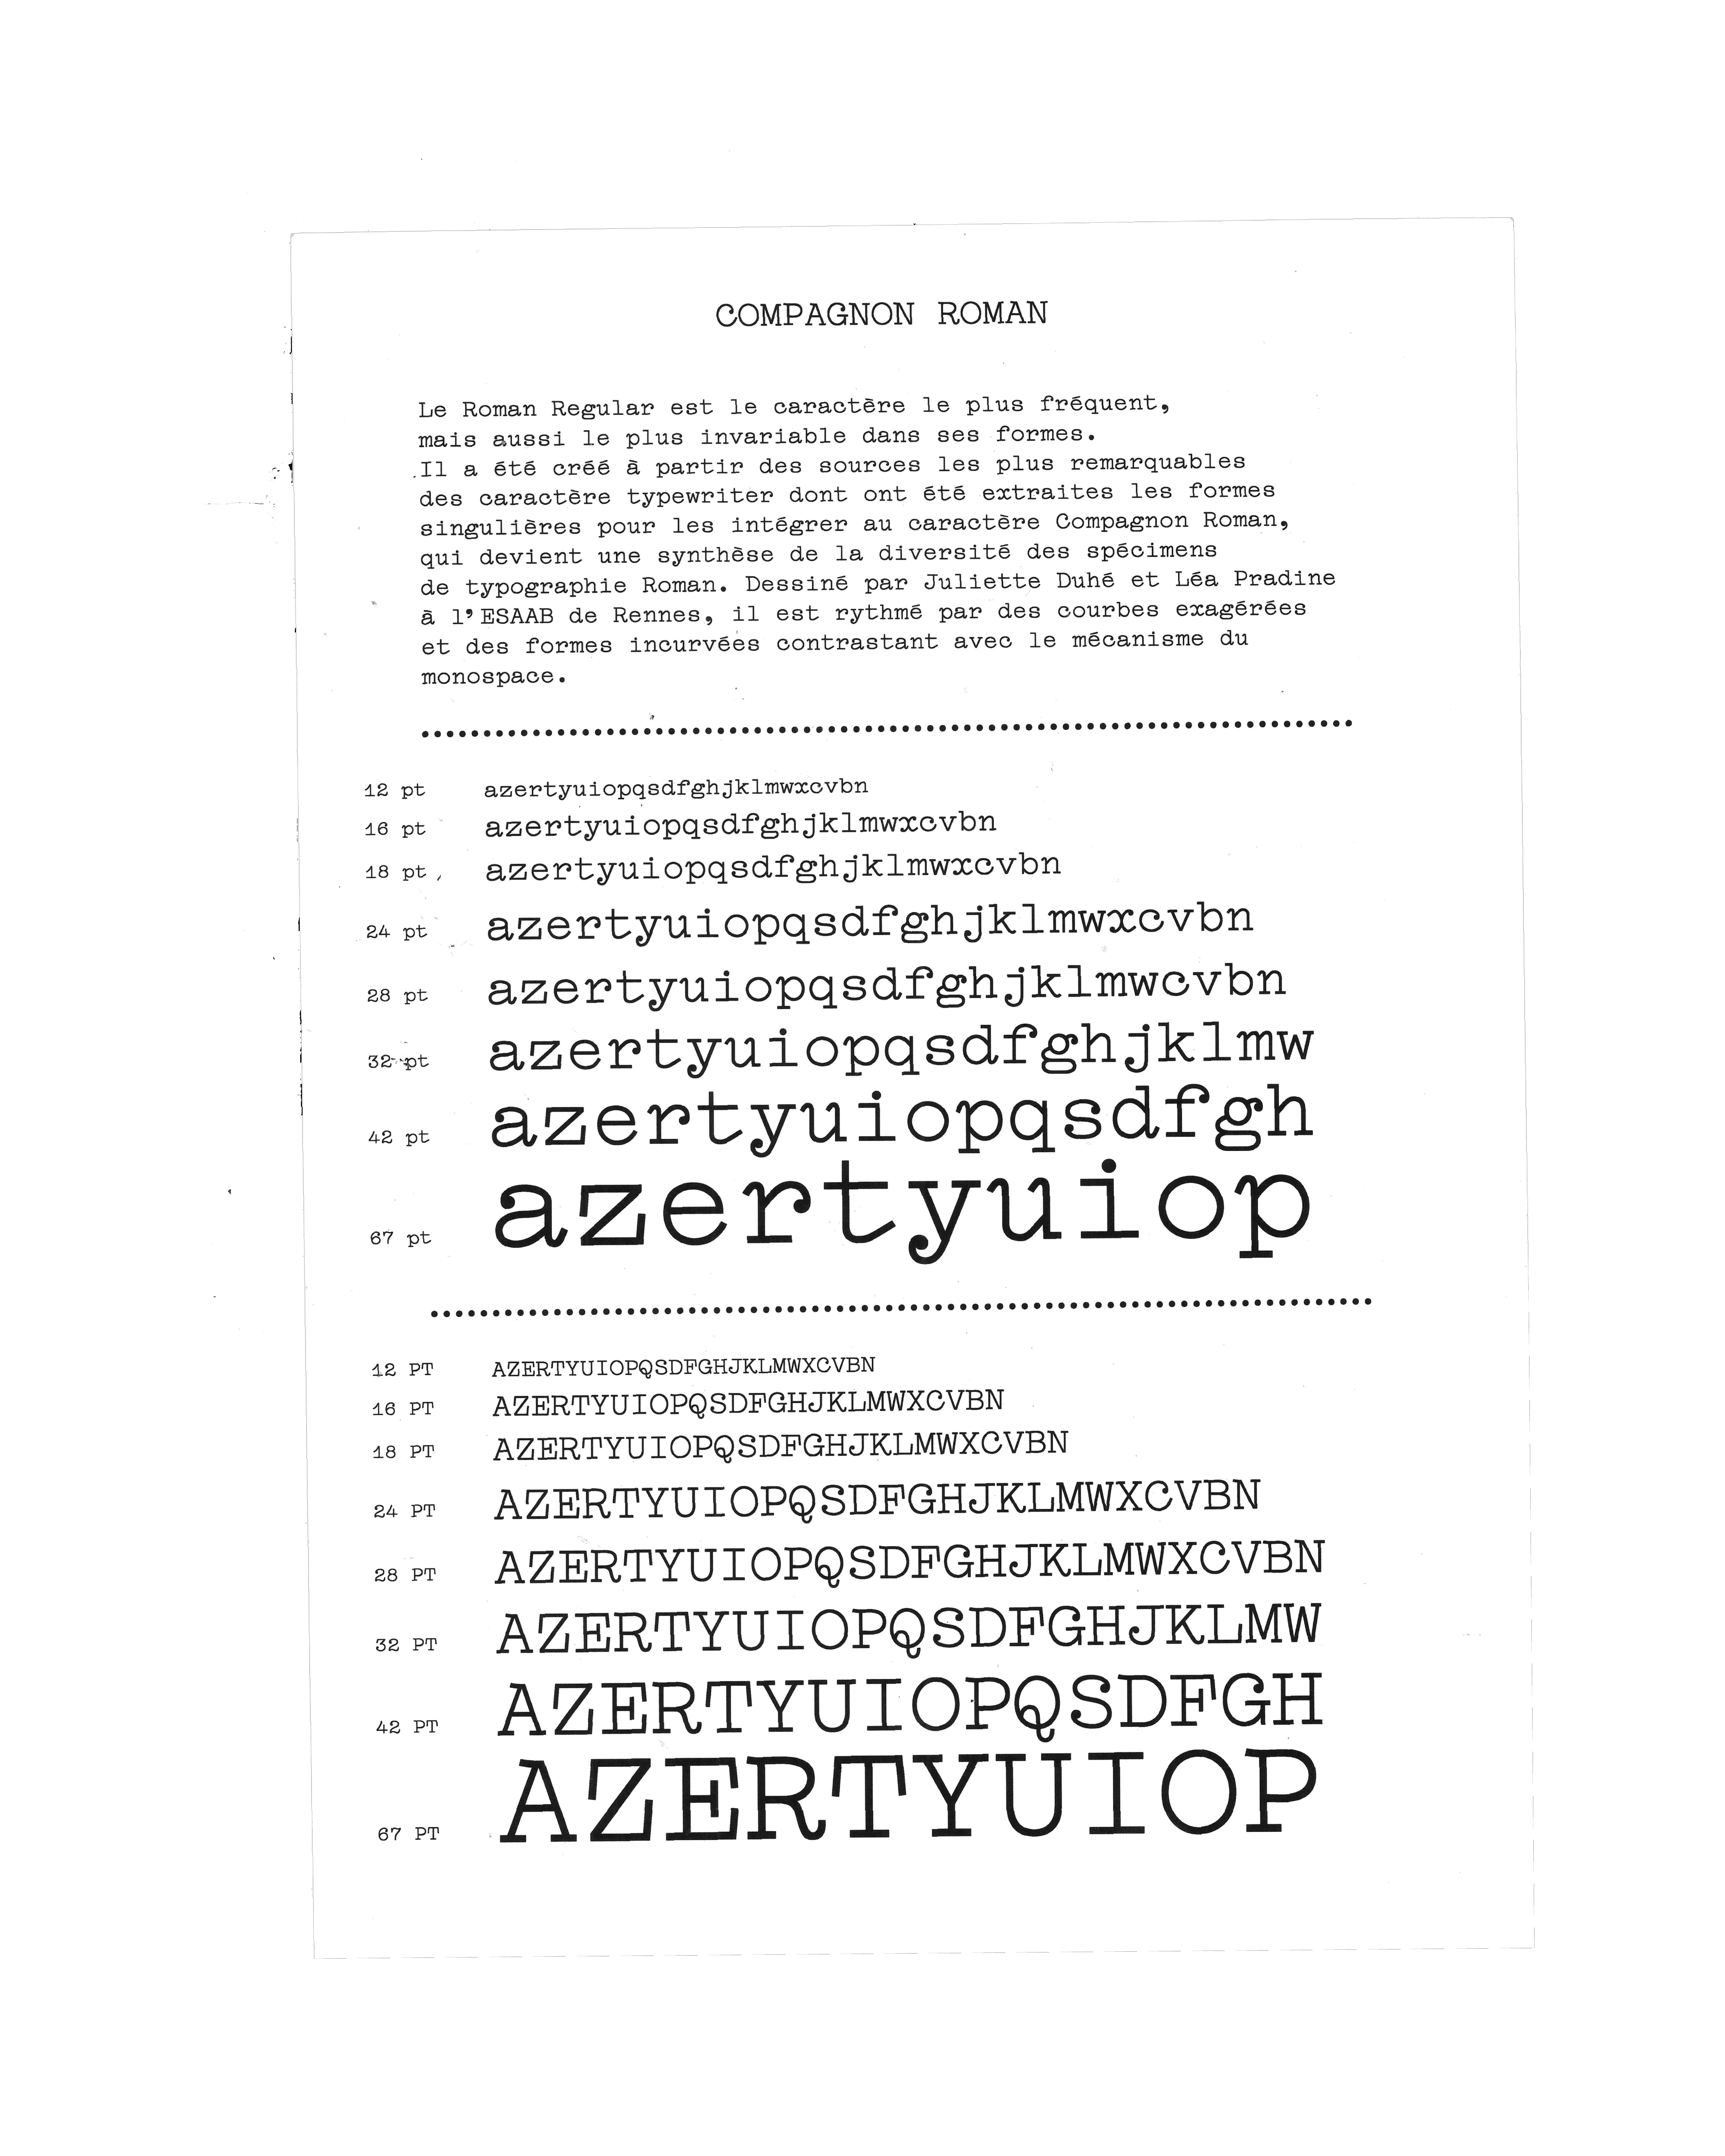 COMPAGNON ROMAN
Le Roman Regular est le caractère le plus fréquent,
mais aussi le plus invariable dans ses formes.
Il a été créé à partir des sources les plus remarquables
des caractère typewriter dont ont été extraites les formes
singulières pour les intégrer au caractère Compagnon Roman,
qui devient une synthèse de la diversité des spécimens
de typographie Roman. Dessiné par Juliette Duhé et Léa Pradine
à l’ESAAB de Rennes, il est rythmé par des courbes exagérées
et des formes incurvées contrastant avec le mécanisme du
monospace.
12 pt azertyuiopqsdfghjklmwxcvbn
16 pt azertyuiopqsdfghjklmwxcvbn
18 pt azertyuiopqsdfghjklmwxcvbn
24 pt azertyuiopqsdfghjklmwxcvbn
28 pt azertyuiopqsdfghjklmwcvbn
32 pt azertyuiopqsdfghjklmw
42 pt azertyuiopqsdfgh
67 pt azertyuiop
12 PT AZERTYUIOPQSDFGHJKLMWXCVBN
16 PT AZERTYUIOPQSDFGHJKLMWXCVBN
18 PT AZERTYUIOPQSDFGHJKLMWXCVBN
24 PT AZERTYUIOPQSDFGHJKLMWXCVBN
28 PT AZERTYUIOPQSDFGHJKLMWXCVBN
32 PT AZERTYUIOPQSDFGHJKLMW
42 PT AZERTYUIOPQSDFGH
67 PT AZERTYUIOP